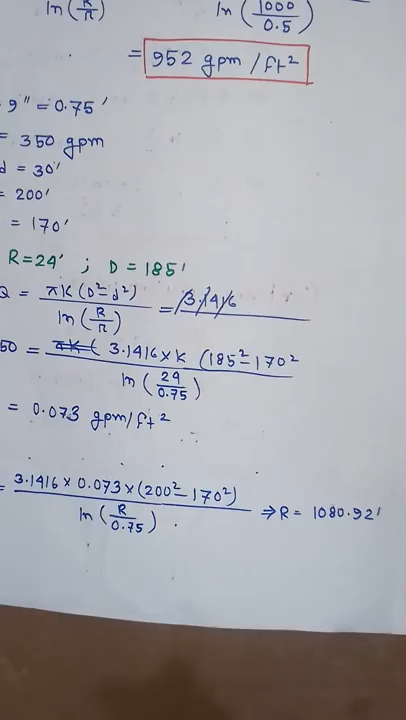 ln(R/r) ln(1000/0.5)
= 952 gpm/ft²
9" = 0.75'
= 350 gpm
d = 30'
= 200'
= 170'
R=24' ; D = 185'
Q = πK(D²-d²)/ln(R/r) =
50 = 3.1416×K (185²-170²/ln(24/0.75)
= 0.073 gpm/ft²
= 3.1416 × 0.073 × (200²-170²)/ln(R/0.75) . ⇒ R = 1080.92'